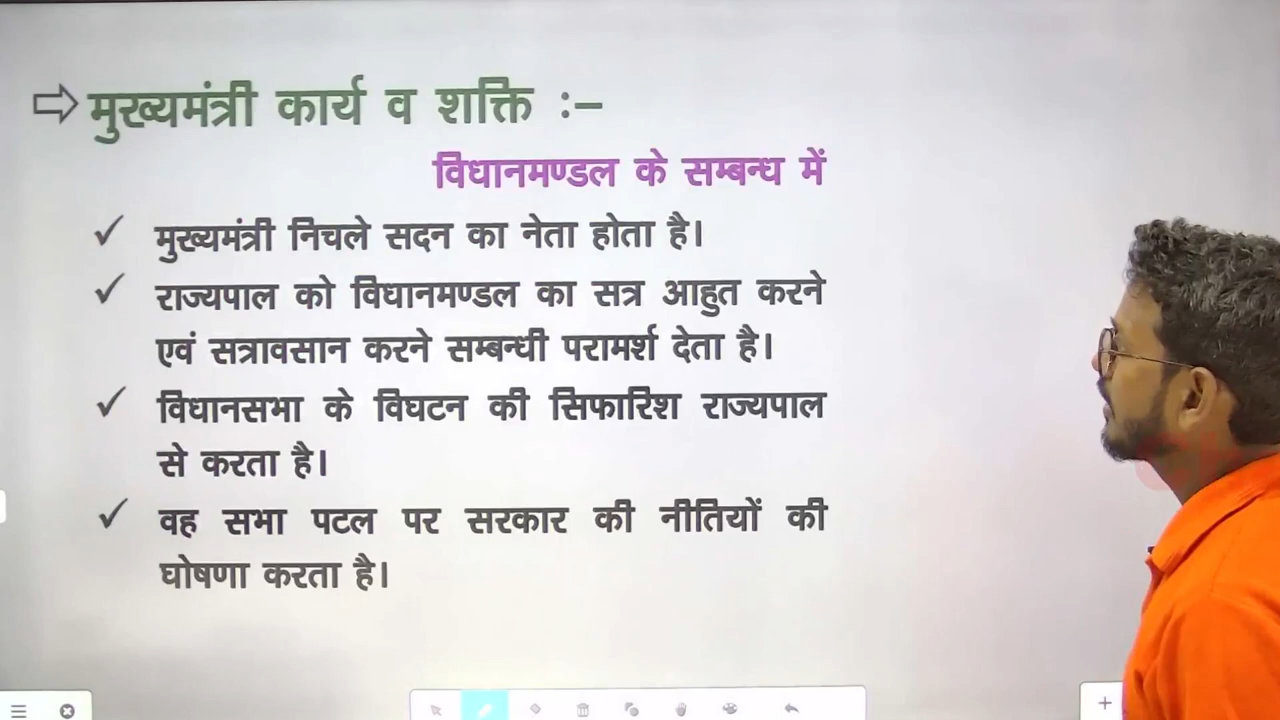 ⇨ मुख्यमंत्री कार्य व शक्ति :–
विधानमण्डल के सम्बन्ध में
✓ मुख्यमंत्री निचले सदन का नेता होता है।
✓ राज्यपाल को विधानमण्डल का सत्र आहुत करने
एवं सत्रावसान करने सम्बन्धी परामर्श देता है।
✓ विधानसभा के विघटन की सिफारिश राज्यपाल
से करता है।
✓ वह सभा पटल पर सरकार की नीतियों की
घोषणा करता है।